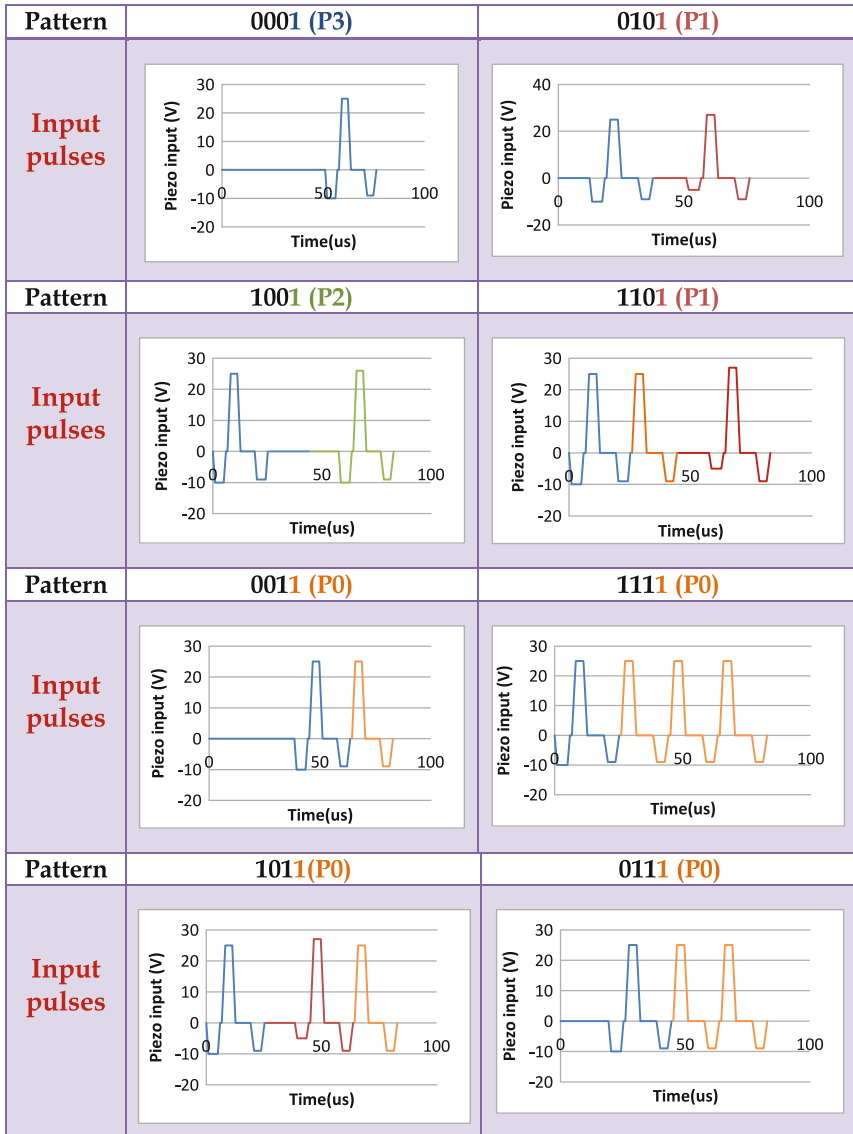 Pattern 0001 (P3) 0101 (P1)
Input pulses
30
20
10
0
-10
-20
0 50 100
Piezo input (V)
Time(us)
40
20
0
-20
0 50 100
Piezo input (V)
Time(us)
Pattern 1001 (P2) 1101 (P1)
Input pulses
30
20
10
0
-10
-20
0 50 100
Piezo input (V)
Time(us)
30
20
10
0
-10
-20
0 50 100
Piezo input (V)
Time(us)
Pattern 0011 (P0) 1111 (P0)
Input pulses
30
20
10
0
-10
-20
0 50 100
Piezo input (V)
Time(us)
30
20
10
0
-10
-20
0 50 100
Piezo input (V)
Time(us)
Pattern 1011(P0) 0111 (P0)
Input pulses
30
20
10
0
-10
-20
0 50 100
Piezo input (V)
Time(us)
30
20
10
0
-10
-20
0 50 100
Piezo input (V)
Time(us)